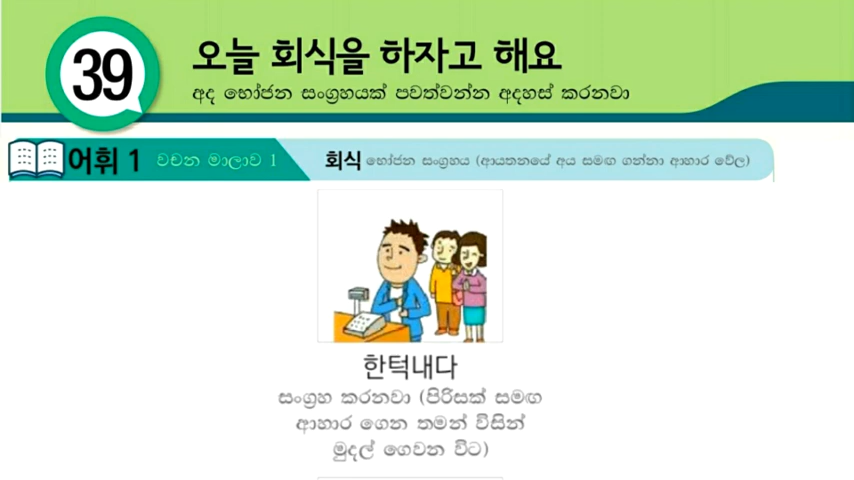 39
오늘 회식을 하자고 해요
අද භෝජන සංග්‍රහයක් පවත්වන්න අදහස් කරනවා
어휘 1 වචන මාලාව 1
회식 භෝජන සංග්‍රහය (ආයතනයේ අය සමඟ ගන්නා ආහාර වේල)
한턱내다
සංග්‍රහ කරනවා (පිරිසක් සමඟ
ආහාර ගෙන තමන් විසින්
මුදල් ගෙවන විට)